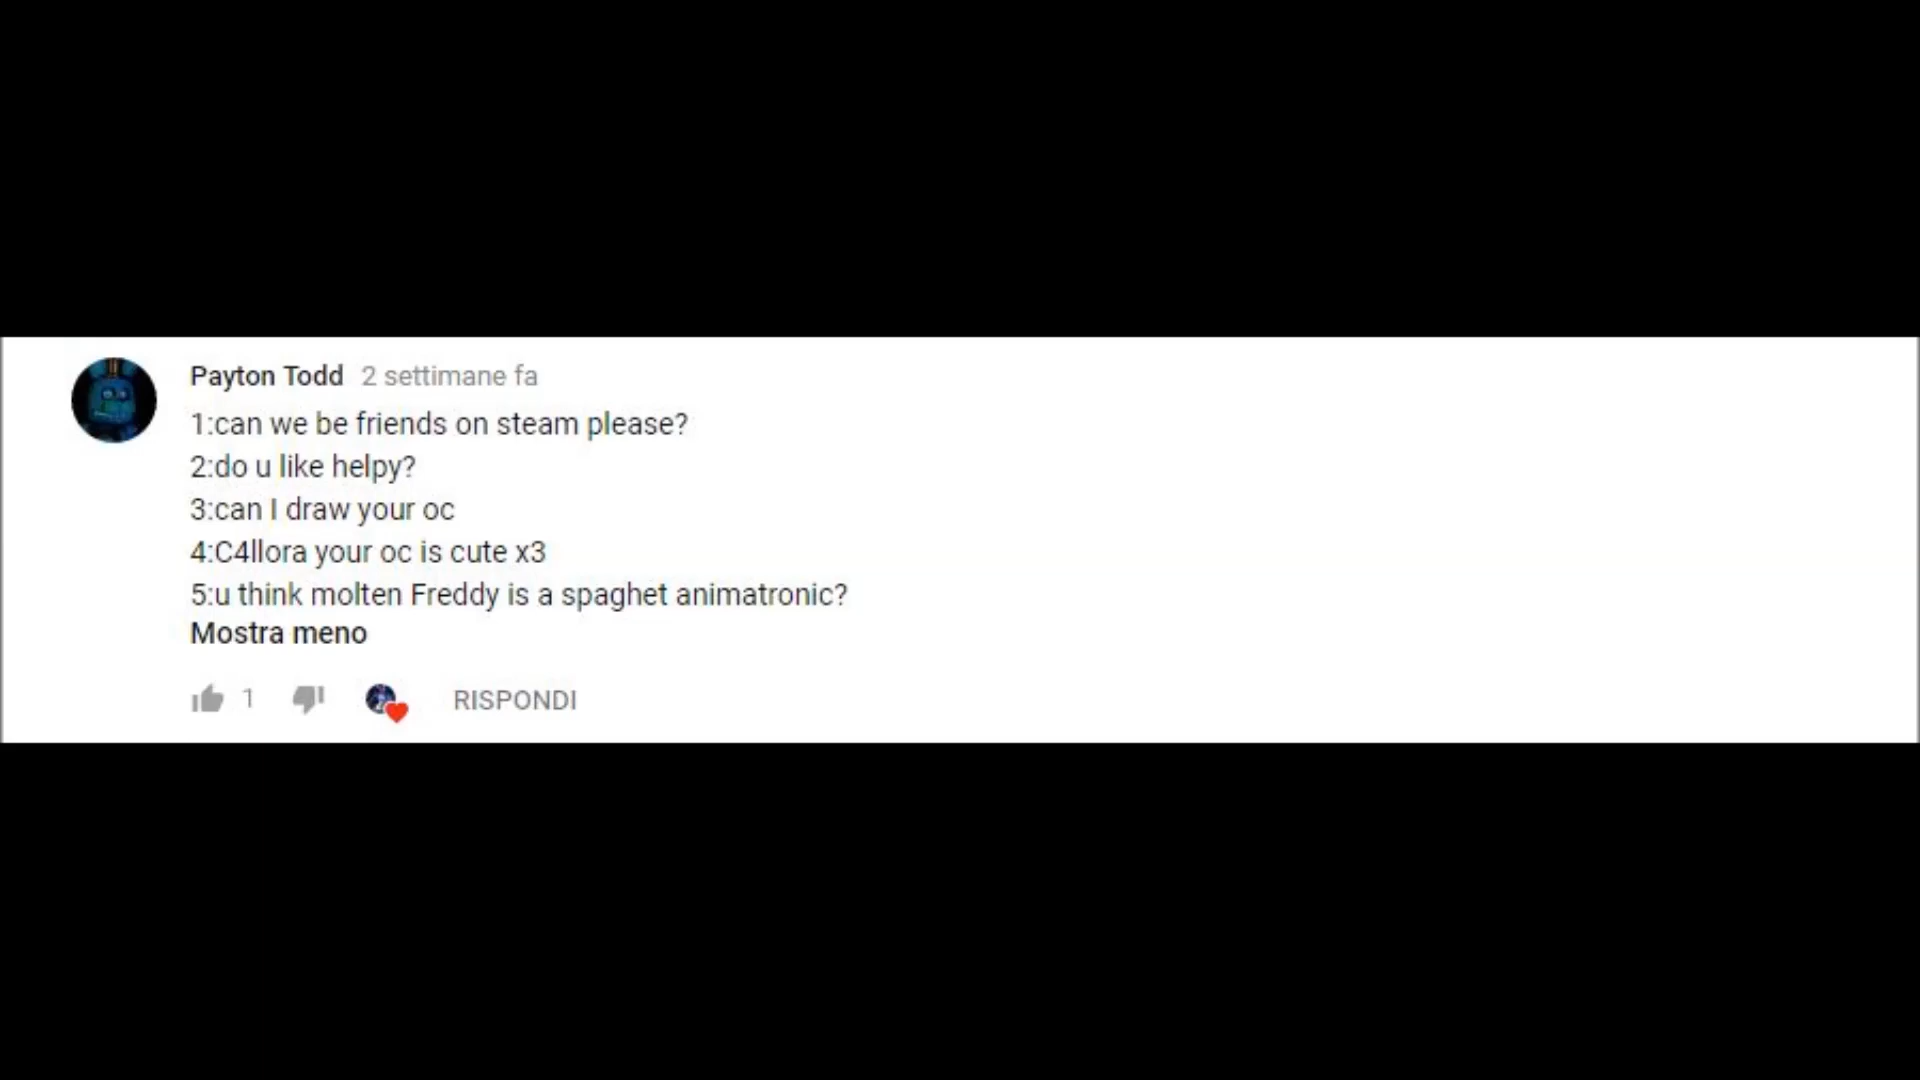 Payton Todd 2 settimane fa
1:can we be friends on steam please?
2:do u like helpy?
3:can I draw your oc
4:C4llora your oc is cute x3
5:u think molten Freddy is a spaghet animatronic?
Mostra meno
1 RISPONDI